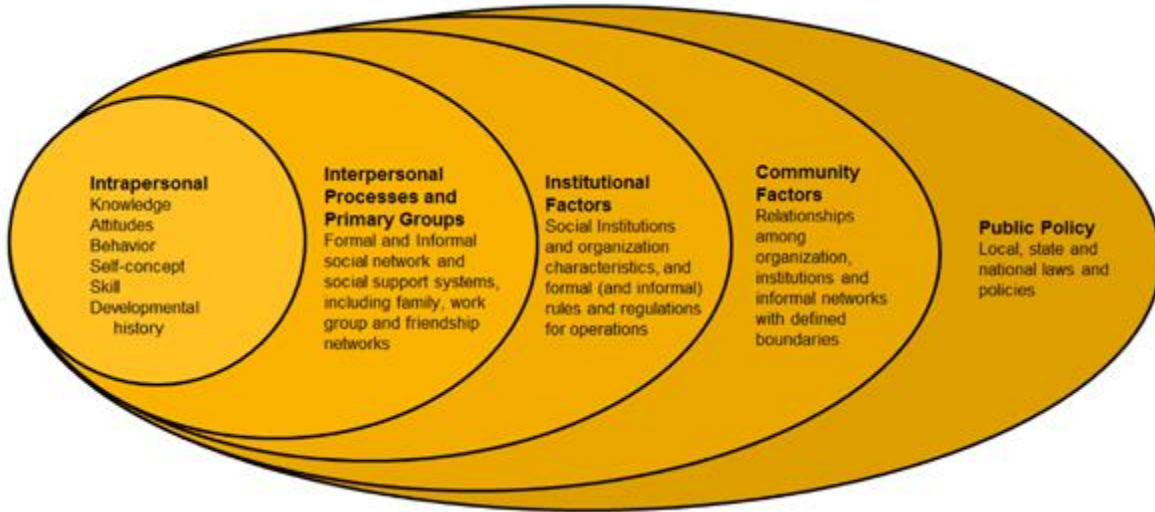 Intrapersonal
Knowledge
Attitudes
Behavior
Self-concept
Skill
Developmental
history
Interpersonal
Processes and
Primary Groups
Formal and Informal
social network and
social support systems,
including family, work
group and friendship
networks
Institutional
Factors
Social Institutions
and organization
characteristics, and
formal (and informal)
rules and regulations
for operations
Community
Factors
Relationships
among
organization,
institutions and
informal networks
with defined
boundaries
Public Policy
Local, state and
national laws and
policies